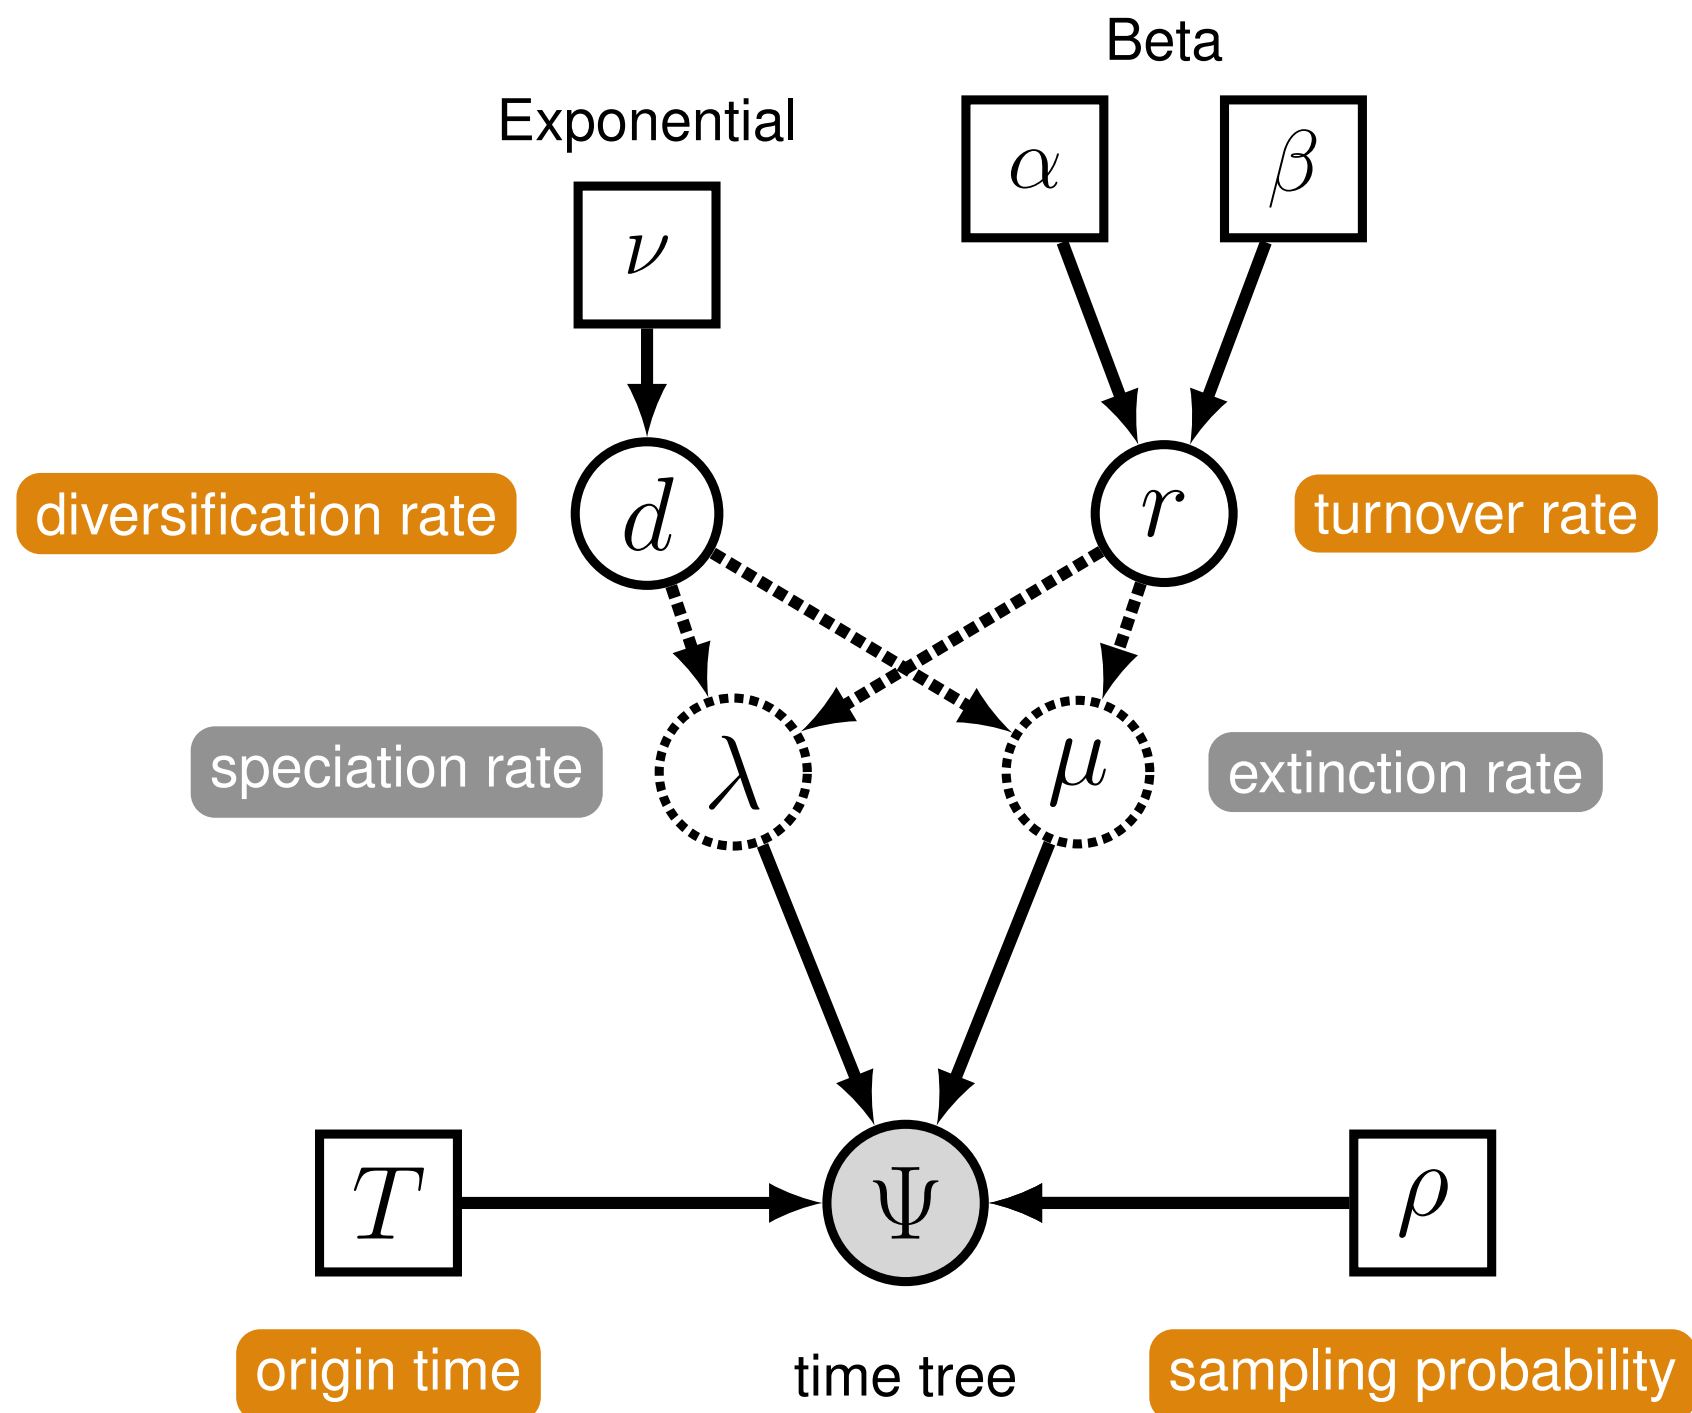 Beta
Exponential
α
β
ν
diversification rate
d
r
turnover rate
speciation rate
λ
μ
extinction rate
T
Ψ
ρ
origin time
time tree
sampling probability